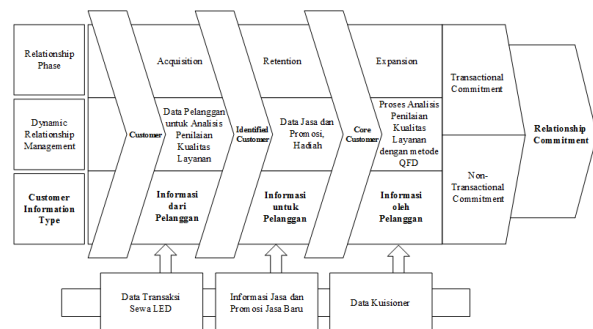 Relationship
Phase
Acquisition
Retention
Expansion
Transactional
Commitment
Dynamic
Relationship
Management
Customer
Data Pelanggan
untuk Analisis
Penilaian
Kualitas
Layanan
Identified
Customer
Data Jasa dan
Promosi,
Hadiah
Core
Customer
Proses Analisis
Penilaian
Kualitas
Layanan
dengan metode
QFD
Relationship
Commitment
Customer
Information
Type
Informasi
dari
Pelanggan
Informasi
untuk
Pelanggan
Informasi
oleh
Pelanggan
Non-
Transactional
Commitment
Data Transaksi
Sewa LED
Informasi Jasa dan
Promosi Jasa Baru
Data Kuisioner